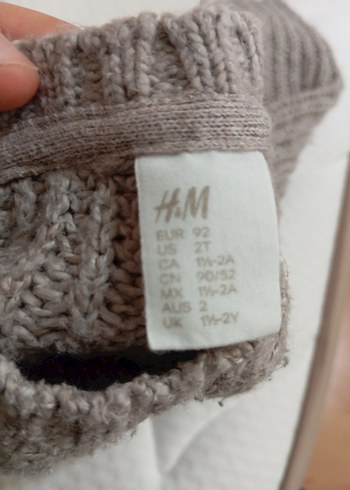 H&M
EUR 92
US 2T
CA 1½-2A
CN 90/52
MX 1½-2A
AUS 2
UK 1½-2Y